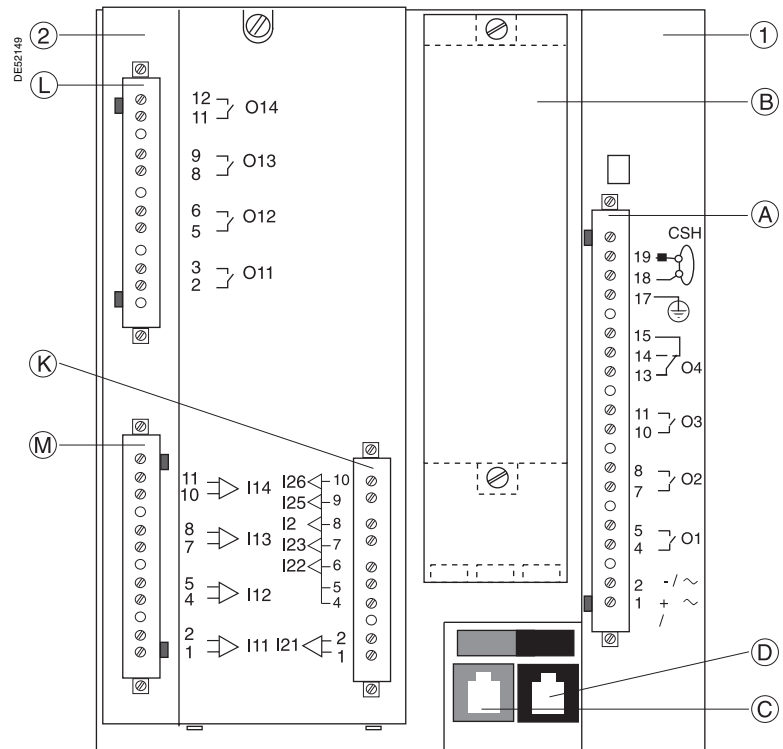 DE52149
2
1
L
B
A
12
11
O14
9
8
O13
6
5
O12
3
2
O11
CSH
19
18
17
15
14
13
O4
11
10
O3
8
7
O2
5
4
O1
2 - / ~
1 + ~
/
K
M
11
10
I14
8
7
I13
5
4
I12
2
1
I11
I26 10
I25 9
I2 8
I23 7
I22 6
5
4
I21 2
1
D
C